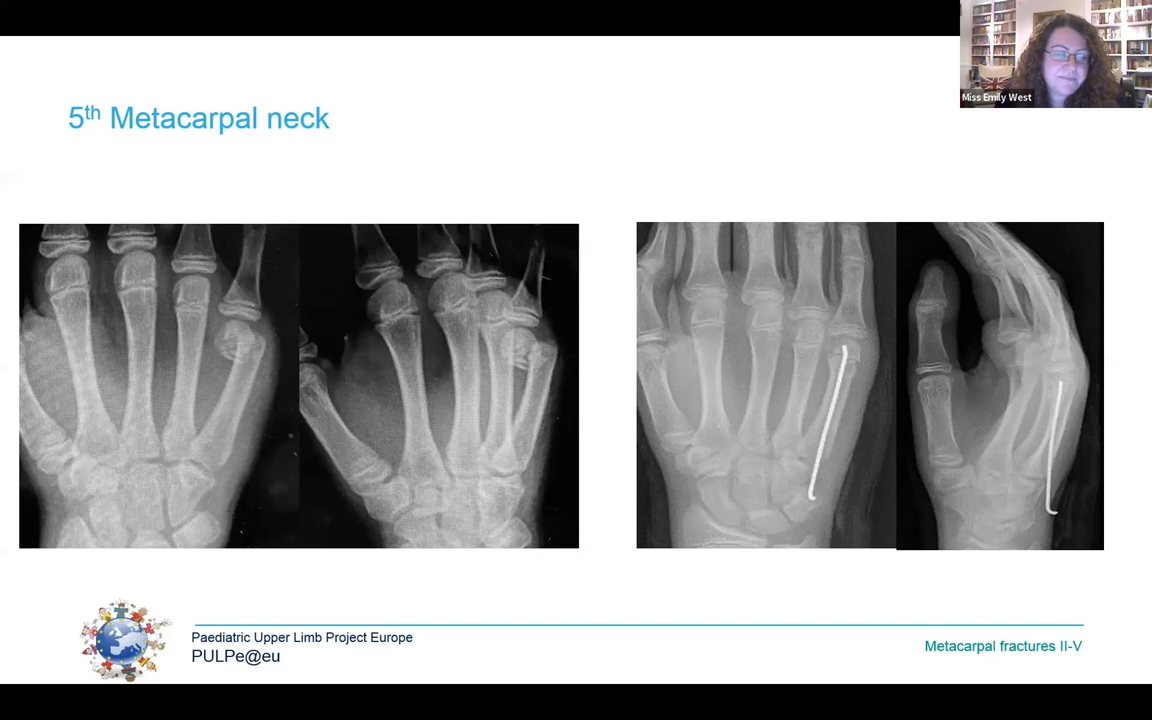 Miss Emily West
5th Metacarpal neck
Paediatric Upper Limb Project Europe
PULPe@eu
Metacarpal fractures II-V